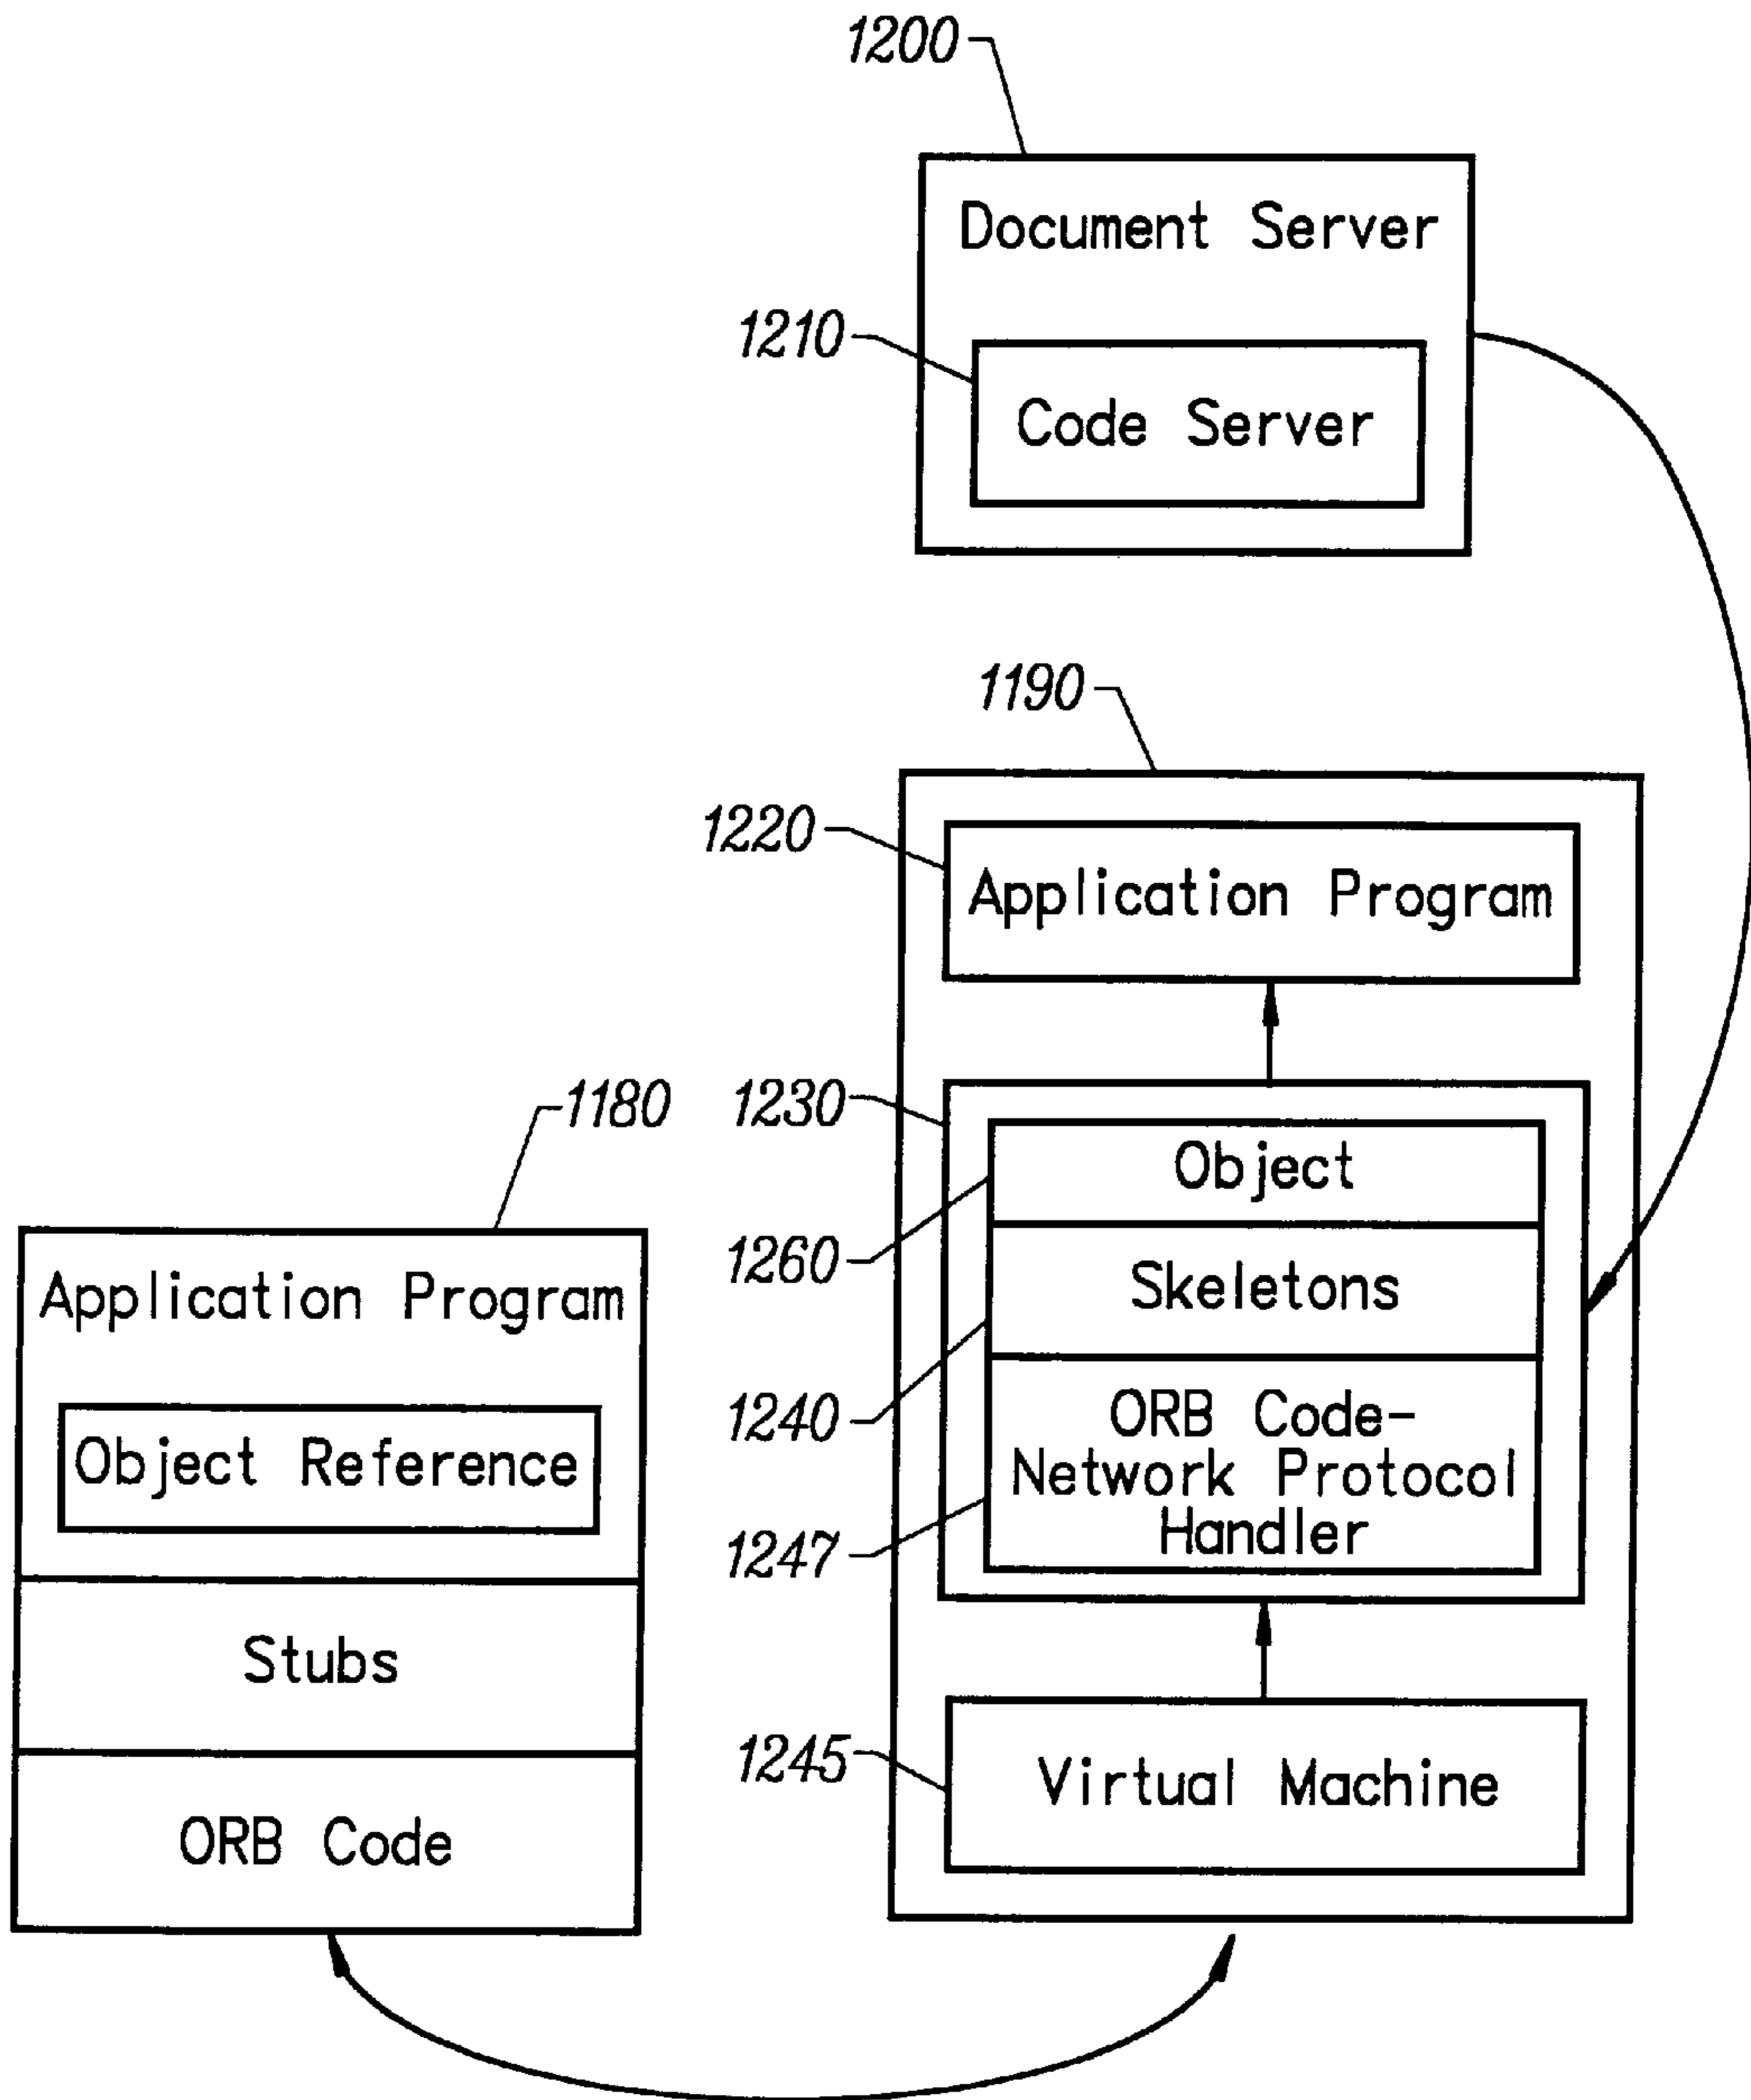 1200
Document Server
1210
Code Server
1190
1220
Application Program
1180
1230
Object
1260
Skeletons
1240
ORB Code-
Network Protocol
Handler
1247
Application Program
Object Reference
Stubs
ORB Code
1245
Virtual Machine